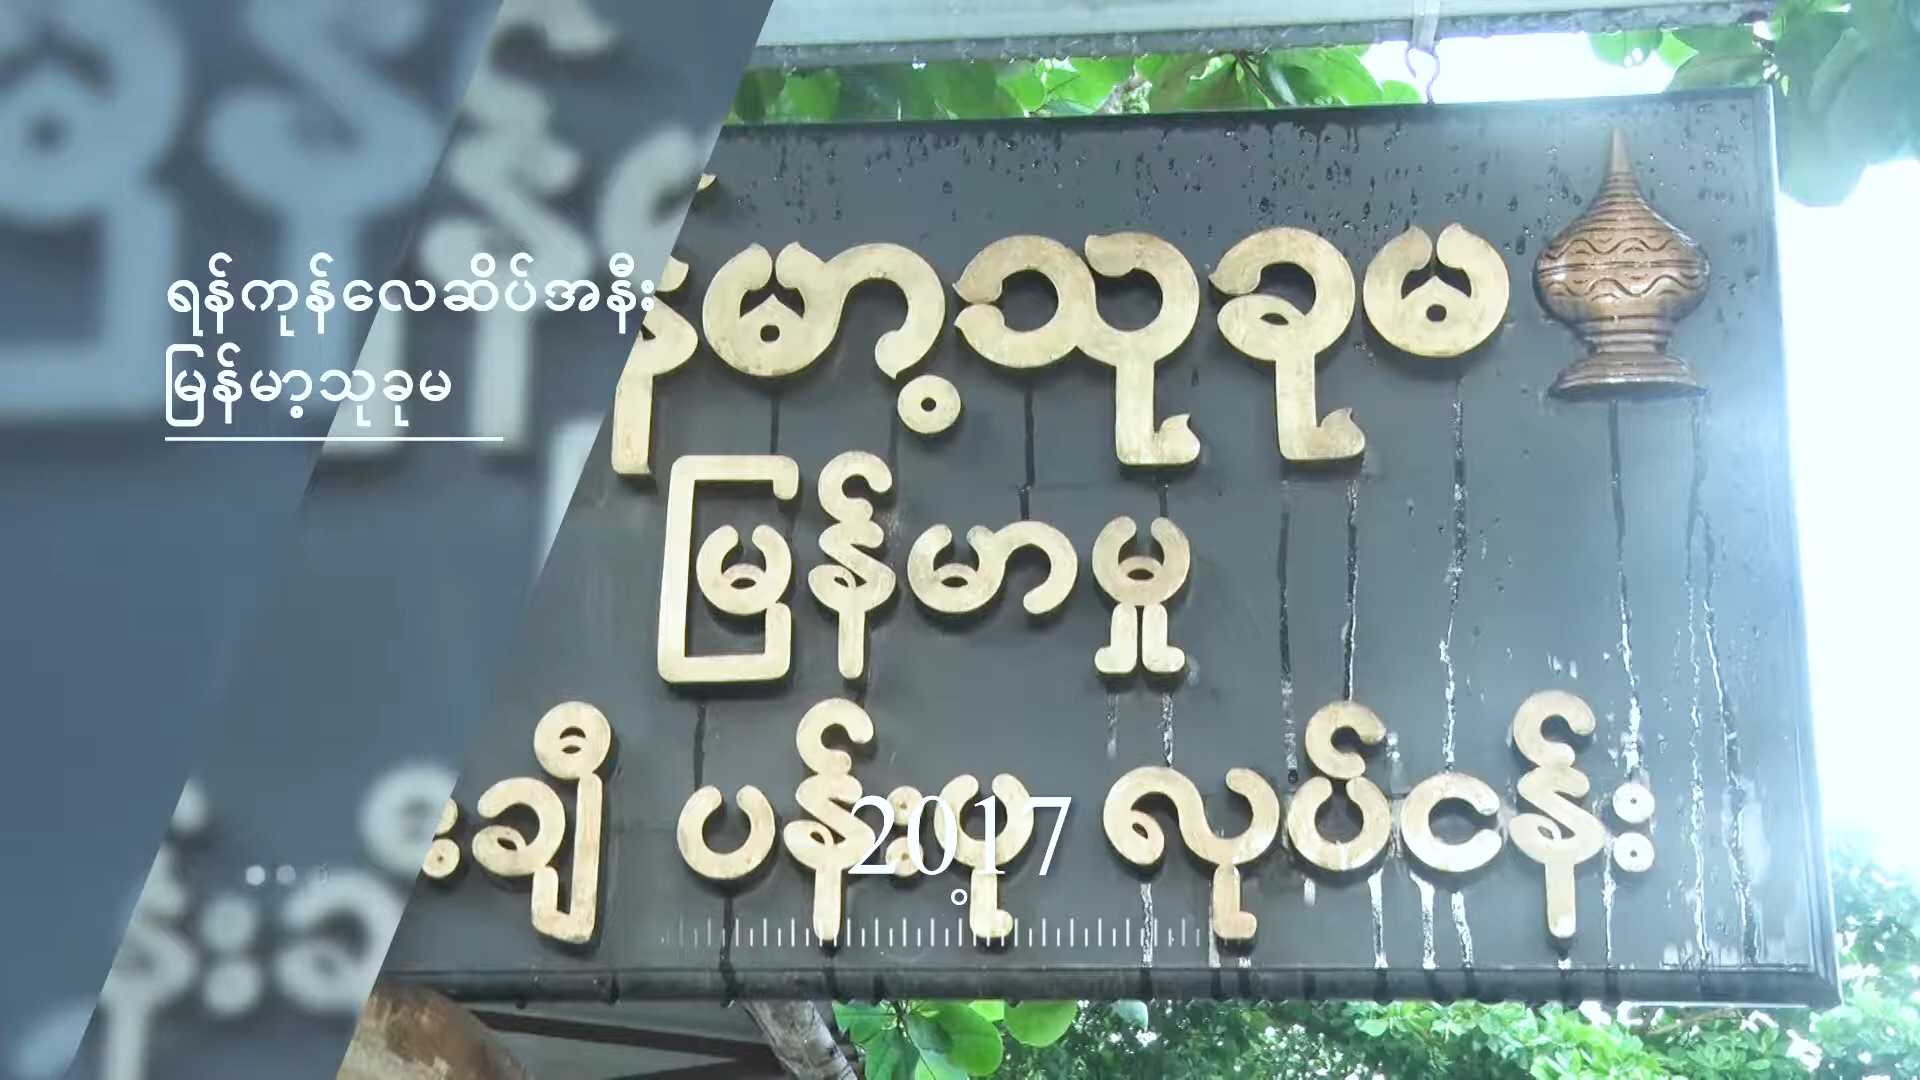 ရန်ကုန်လေဆိပ်အနီး
မြန်မာ့သုခုမ
န်မာ့သုခုမ
မြန်မာမှု
ပန်းပု လုပ်ငန်း
2017